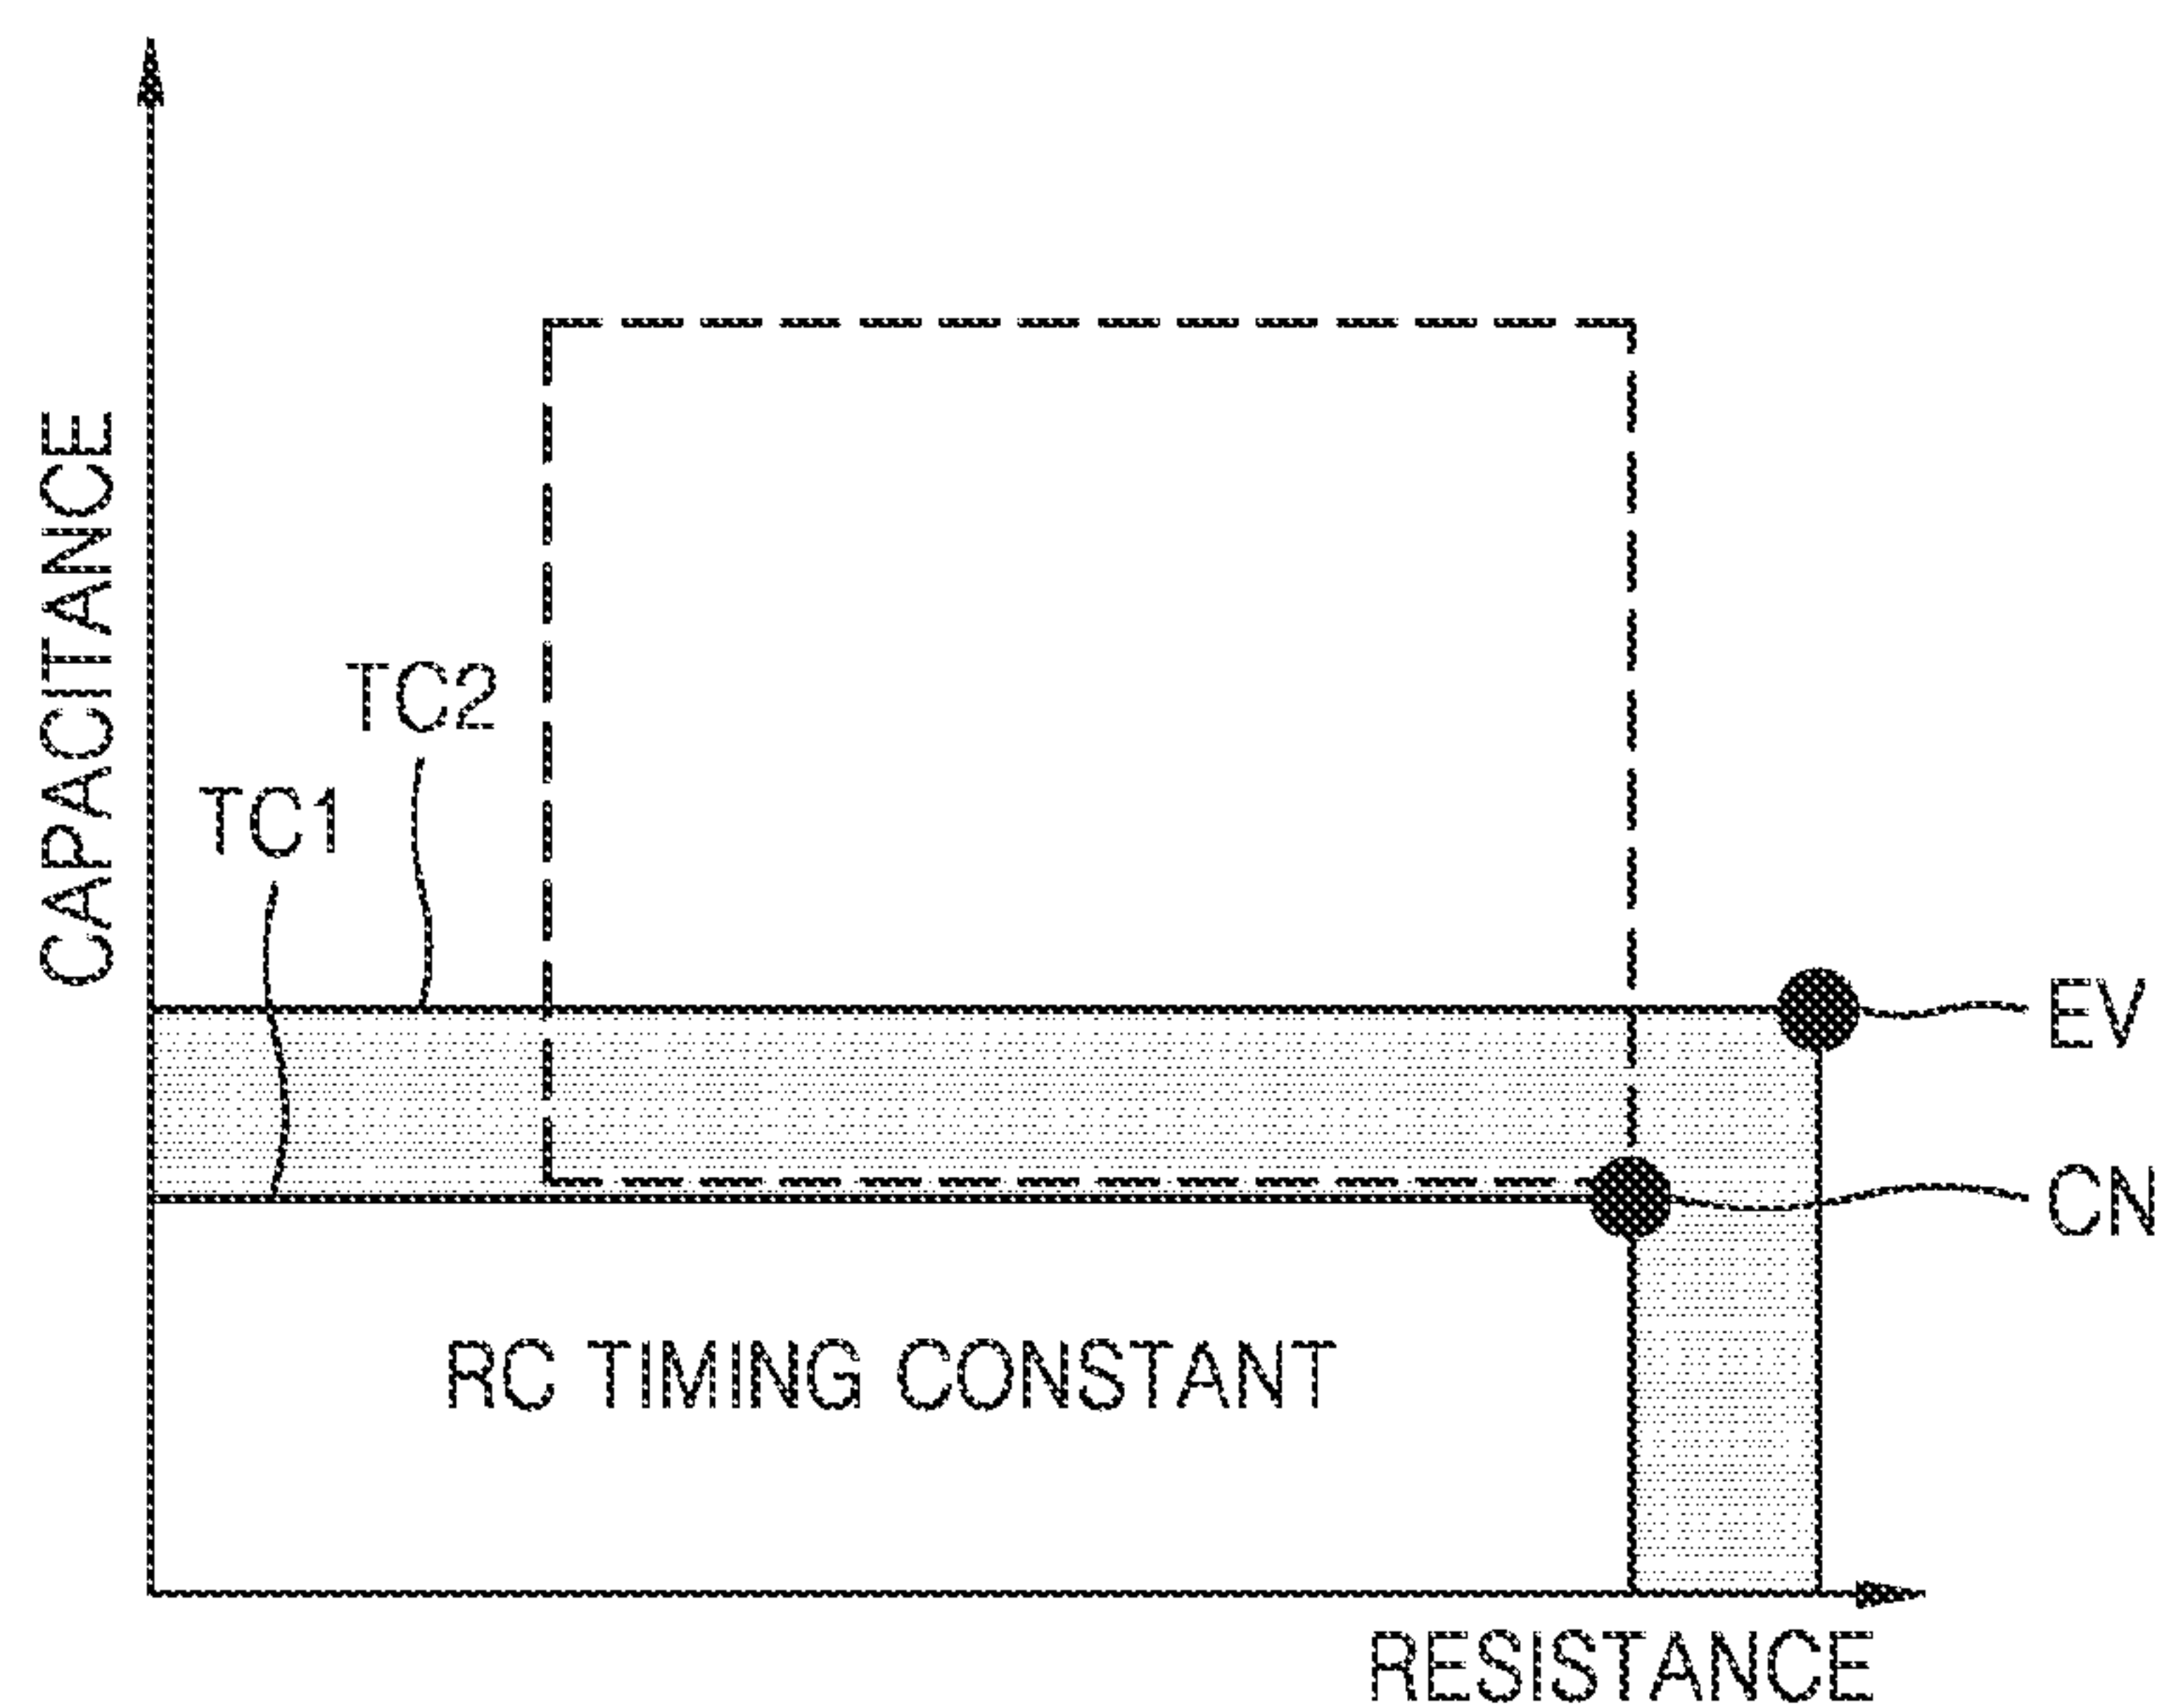 CAPACITANCE
TC2
TC1
EV
CN
RC TIMING CONSTANT
RESISTANCE